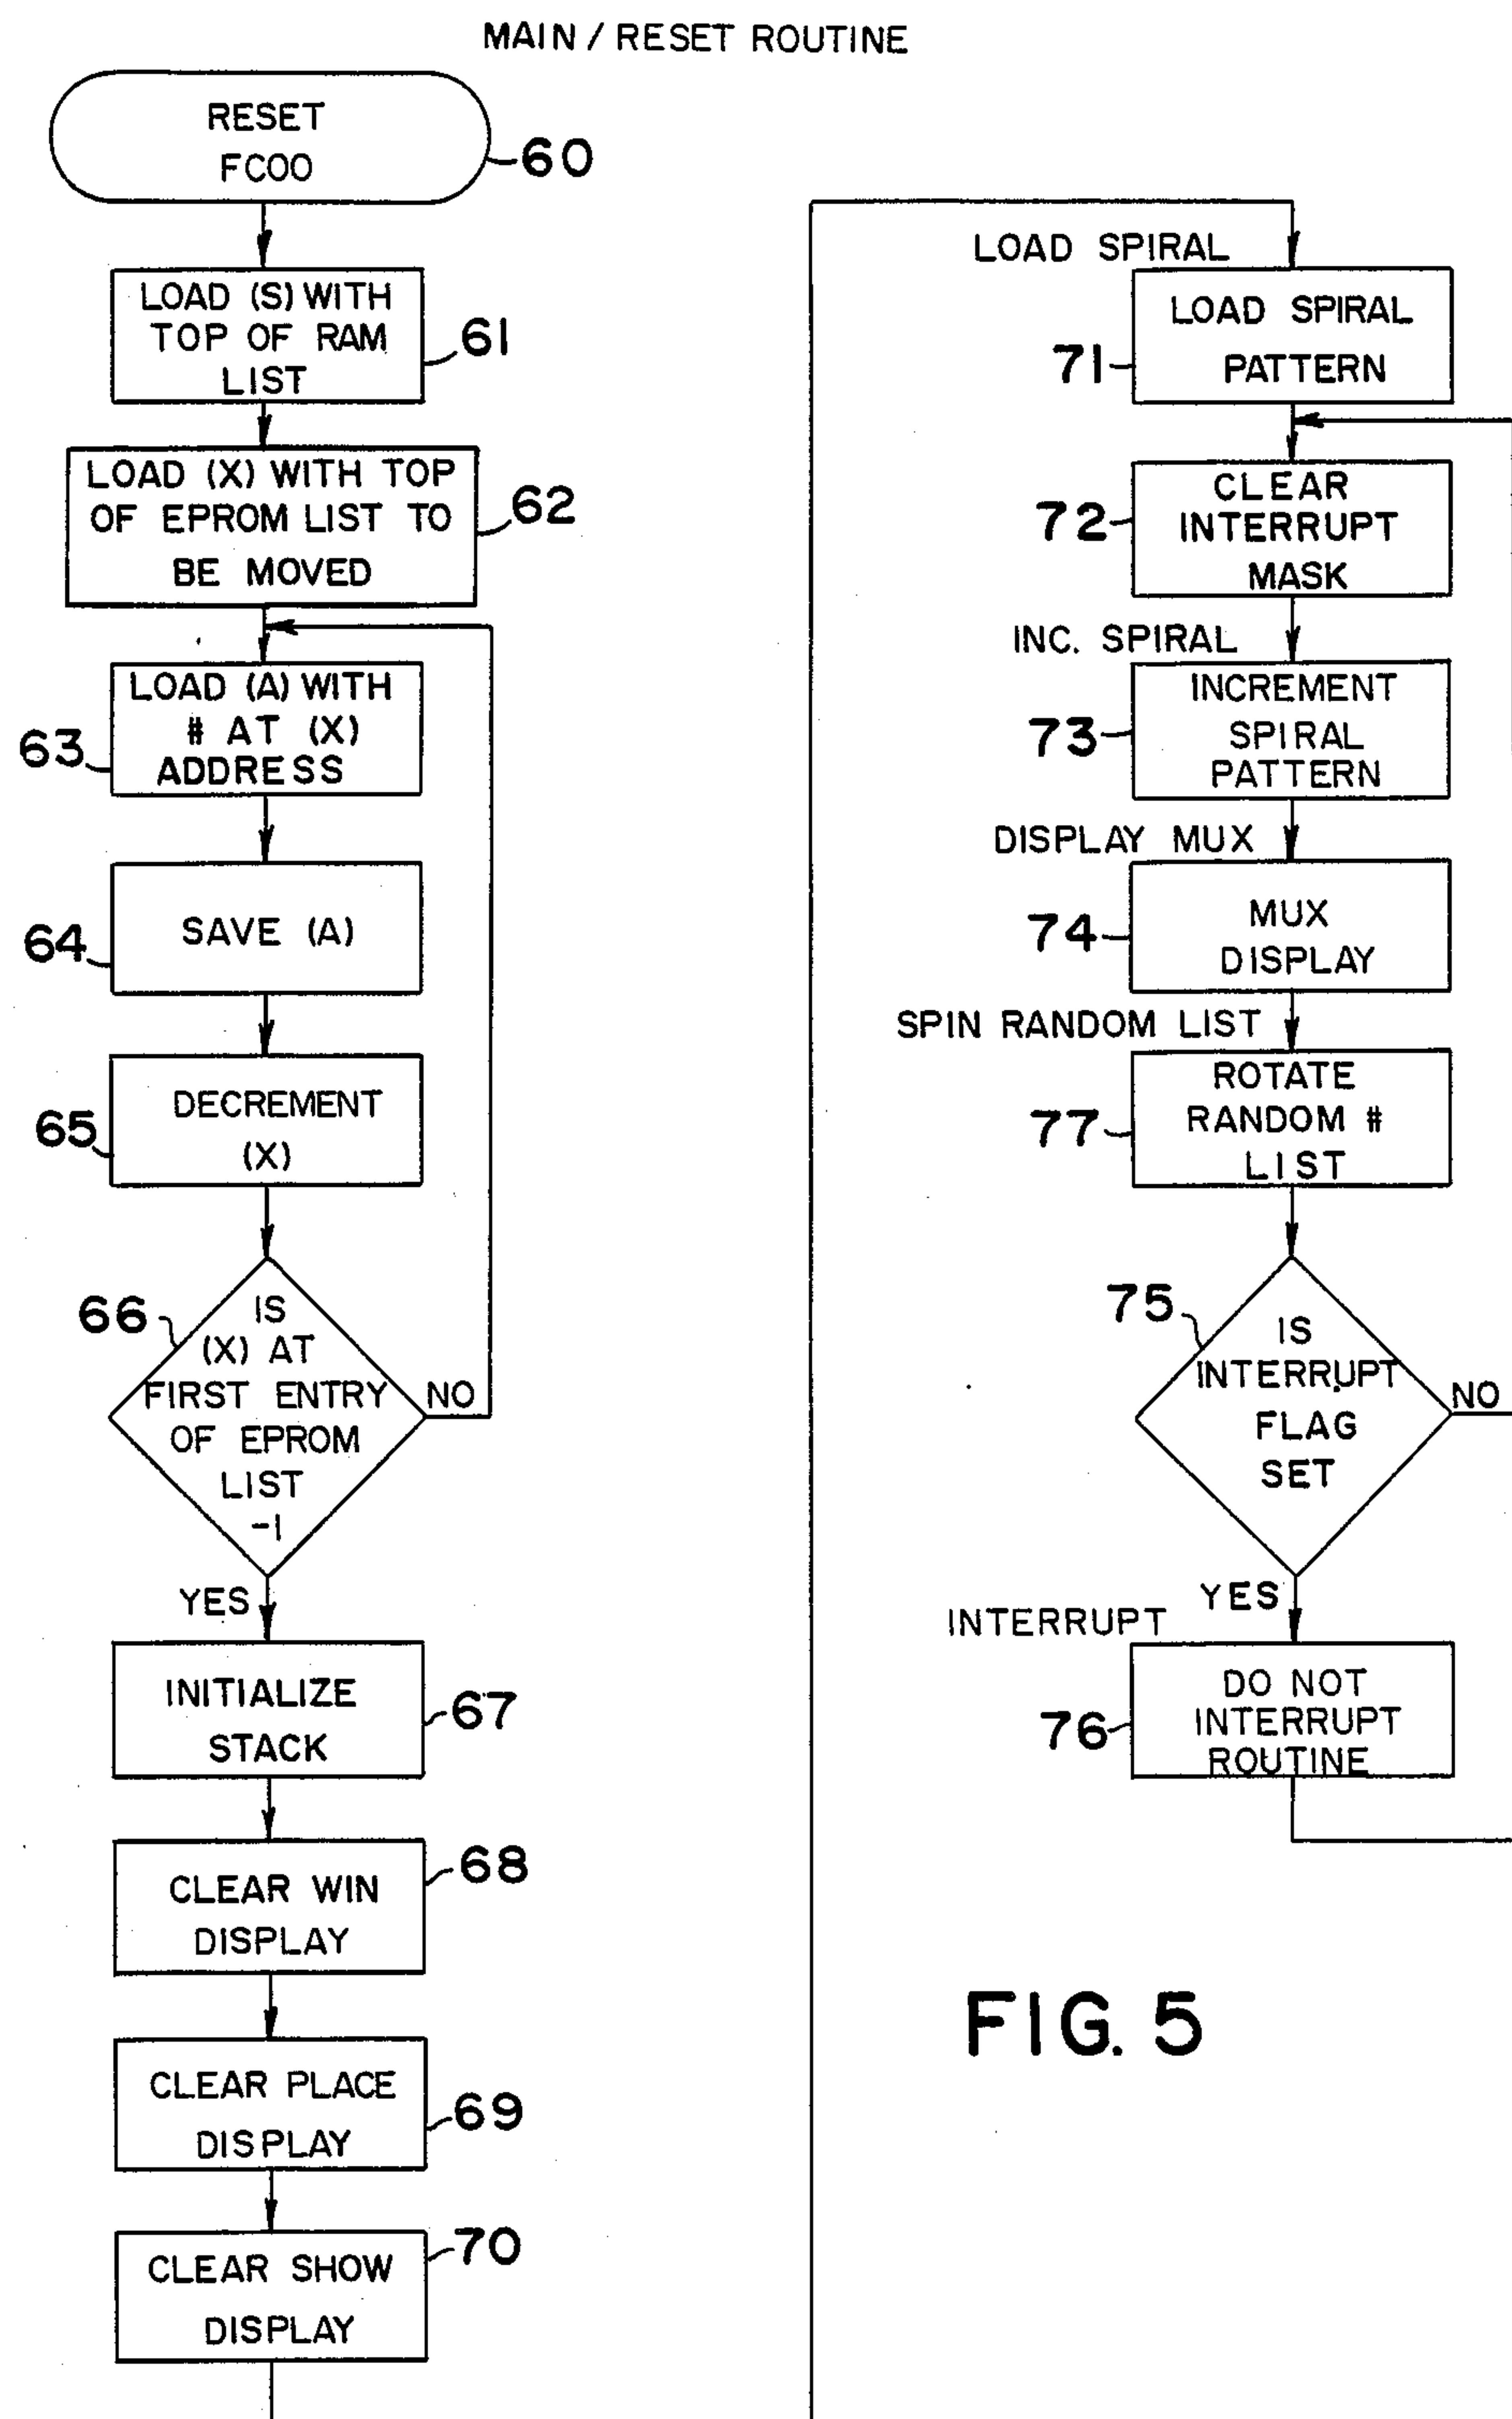 MAIN / RESET ROUTINE
RESET
FC00
60
LOAD (S) WITH
TOP OF RAM
LIST
61
LOAD (X) WITH TOP
OF EPROM LIST TO
BE MOVED
62
LOAD (A) WITH
# AT (X)
ADDRESS
63
SAVE (A)
64
DECREMENT
(X)
65
IS
(X) AT
FIRST ENTRY
OF EPROM
LIST
-1
66
NO
YES
INITIALIZE
STACK
67
CLEAR WIN
DISPLAY
68
CLEAR PLACE
DISPLAY
69
CLEAR SHOW
DISPLAY
70
LOAD SPIRAL
LOAD SPIRAL
PATTERN
71
CLEAR
INTERRUPT
MASK
72
INC. SPIRAL
INCREMENT
SPIRAL
PATTERN
73
DISPLAY MUX
MUX
DISPLAY
74
SPIN RANDOM LIST
ROTATE
RANDOM #
LIST
77
IS
INTERRUPT
FLAG
SET
75
NO
YES
INTERRUPT
DO NOT
INTERRUPT
ROUTINE
76
FIG. 5